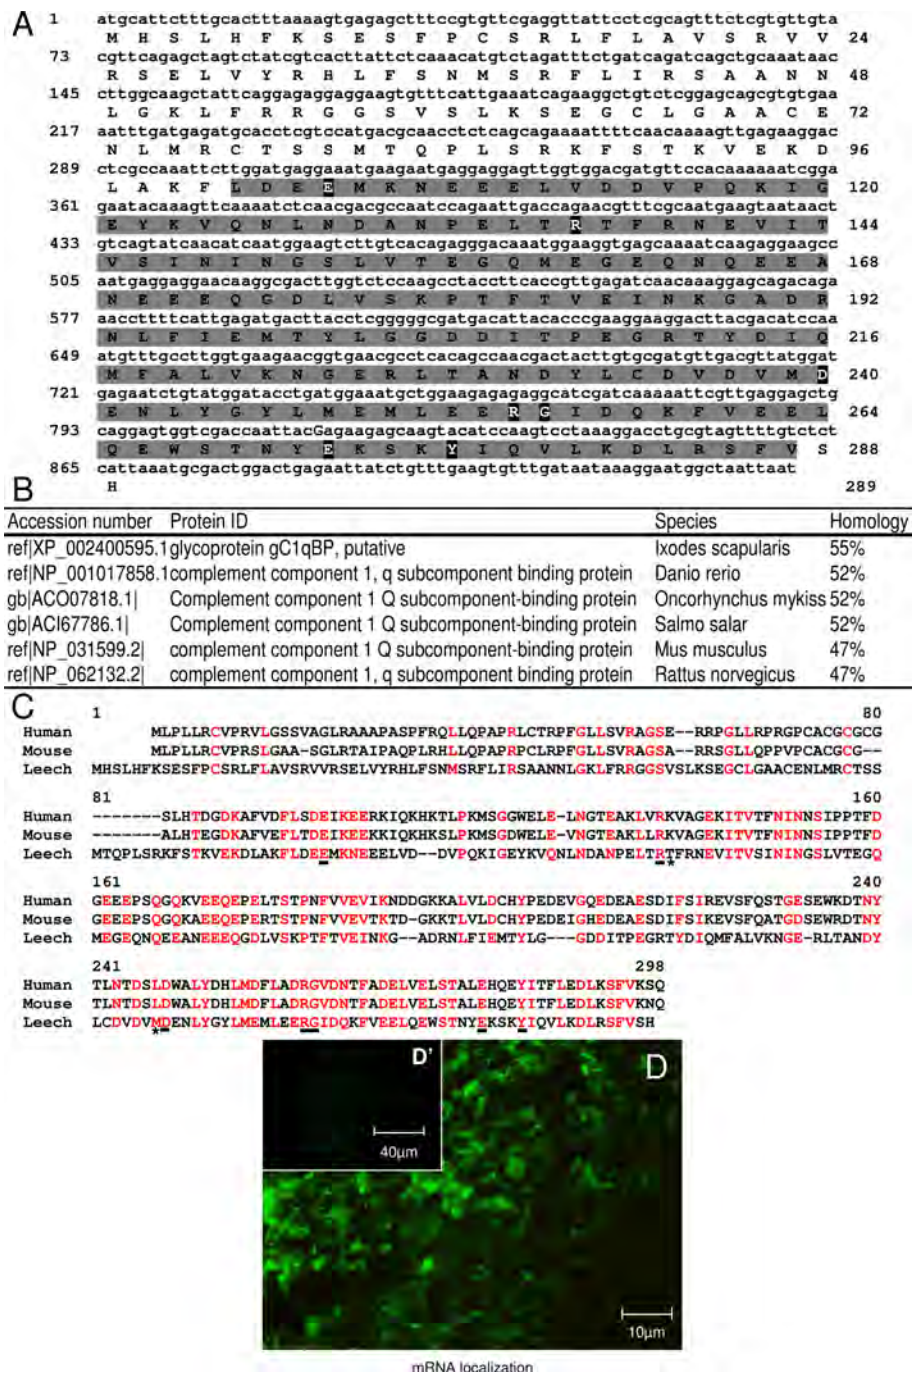 A
1 atgcattctttgcactttaaaagtgagagctttccgtgttcgaggttattcctcgcagtttctcgtgttgta
M H S L H F K S E S F P C S R L F L A V S R V V 24
73 cgttcagagctagtctatcgtcacttattctcaaacatgtctagatttctgatcagatcagctgcaaataac
R S E L V Y R H L F S N M S R F L I R S A A N N 48
145 cttggcaagctattcaggagaggaggaagtgtttcattgaaatcagaaggctgtctcggagcagcgtgtgaa
L G K L F R R G G S V S L K S E G C L G A A C E 72
217 aatttgatgagatgcacctcgtccatgacgcaacctctcagcagaaaattttcaacaaaagttgagaaggac
N L M R C T S S M T Q P L S R K F S T K V E K D 96
289 ctcgccaaattcttggatgaggaaatgaagaatgaggaggagttggtggacgatgttccacaaaaaatcgga
L A K F L D E E M K N E E E L V D D V P Q K I G 120
361 gaatacaaagttcaaaatctcaacgacgccaatccagaattgaccagaacgtttcgcaatgaagtaataact
E Y K V Q N L N D A N P E L T R T F R N E V I T 144
433 gtcagtatcaacatcaatggaagtcttgtcacagagggacaaatggaaggtgagcaaaatcaagaggaagcc
V S I N I N G S L V T E G Q M E G E Q N Q E E A 168
505 aatgaggaggaacaaggcgacttggtctccaagcctaccttcaccgttgagatcaacaaaggagcagacaga
N E E E Q G D L V S K P T F T V E I N K G A D R 192
577 aaccttttcattgagatgacttacctcgggggcgatgacattacacccgaaggaaggacttacgacatccaa
N L F I E M T Y L G G D D I T P E G R T Y D I Q 216
649 atgtttgccttggtgaagaacggtgaacgcctcacagccaacgactacttgtgcgatgttgacgttatggat
M F A L V K N G E R L T A N D Y L C D V D V M D 240
721 gagaatctgtatggatacctgatggaaatgctggaagagagaggcatcgatcaaaaattcgttgaggagctg
E N L Y G Y L M E M L E E R G I D Q K F V E E L 264
793 caggagtggtcgaccaattacGagaagagcaagtacatccaagtcctaaaggacctgcgtagttttgtctct
Q E W S T N Y E K S K Y I Q V L K D L R S F V S 288
865 cattaaatgcgactggactgagaattatctgtttgaagtgtttgataataaaggaatggctaattaat
H 289
B
Accession number Protein ID Species Homology
ref|XP_002400595.1 glycoprotein gC1qBP, putative Ixodes scapularis 55%
ref|NP_001017858.1 complement component 1, q subcomponent binding protein Danio rerio 52%
gb|ACO07818.1| Complement component 1 Q subcomponent-binding protein Oncorhynchus mykiss 52%
gb|ACI67786.1| Complement component 1 Q subcomponent-binding protein Salmo salar 52%
ref|NP_031599.2| complement component 1 Q subcomponent-binding protein Mus musculus 47%
ref|NP_062132.2| complement component 1, q subcomponent binding protein Rattus norvegicus 47%
C
1 80
Human MLPLLRCVPRVLGSSVAGLRAAAPASPFRQLLQPAPRLCTRPFGLLSVRAGSE--RRPGLLRPRGPCACGCGCG
Mouse MLPLLRCVPRSLGAA-SGLRTAIPAQPLRHLLQPAPRPCLRPFGLLSVRAGSA--RRSGLLQPPVPCACGCG--
Leech MHSLHFKSESFPCSRLFLAVSRVVRSELVYRHLFSNMSRFLIRSAANNLGKLFRRGGSVSLKSEGCLGAACENLMRCTSS
81 160
Human -------SLHTDGDKAFVDFLSDEIKEERKIQKHKTLPKMSGGWELE-LNGTEAKLVRKVAGEKITVTFNINNSIPPTFD
Mouse -------ALHTEGDKAFVEFLTDEIKEEKKIQKHKSLPKMSGDWELE-VNGTEAKLLRKVAGEKITVTFNINNSIPPTFD
Leech MTQPLSRKFSTKVEKDLAKFLDEEMKNEEELVD--DVPQKIGEYKVQNLNDANPELTRTFRNEVITVSININGSLVTEGQ
*
161 240
Human GEEEPSQGQKVEEQEPELTSTPNFVVEVIKNDDGKKALVLDCHYPEDEVGQEDEAESDIFSIREVSFQSTGESEWKDTNY
Mouse GEEEPSQGQKAEEQEPERTSTPNFVVEVTKTD-GKKTLVLDCHYPEDEIGHEDEAESDIFSIKEVSFQATGDSEWRDTNY
Leech MEGEQNQEEANEEEQGDLVSKPTFTVEINKG--ADRNLFIEMTYLG---GDDITPEGRTYDIQMFALVKNGE-RLTANDY
241 298
Human TLNTDSLDWALYDHLMDFLADRGVDNTFADELVELSTALEHQEYITFLEDLKSFVKSQ
Mouse TLNTDSLDWALYDHLMDFLADRGVDNTFADELVELSTALEHQEYITFLEDLKSFVKNQ
Leech LCDVDVMDENLYGYLMEMLEERGIDQKFVEELQEWSTNYEKSKYIQVLKDLRSFVSH
*
D'
40µm
D
10µm
mRNA localization